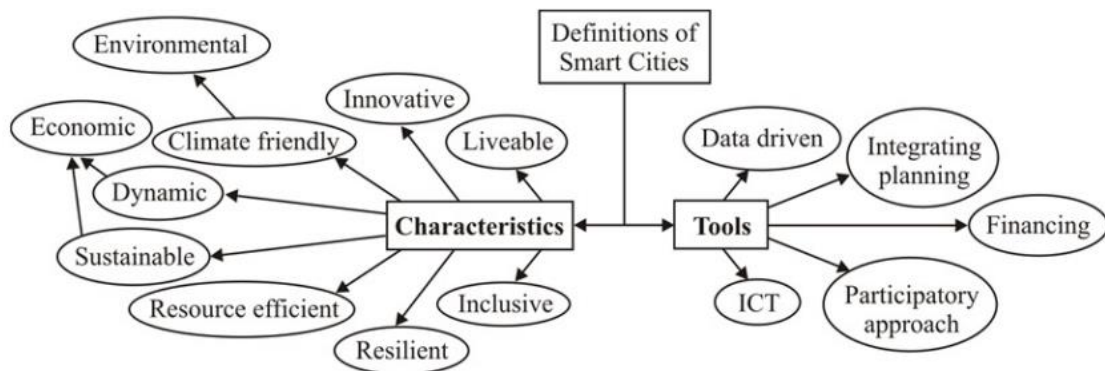 Definitions of
Smart Cities
Environmental
Innovative
Economic
Climate friendly
Liveable
Data driven
Integrating
planning
Dynamic
Characteristics
Tools
Financing
Sustainable
Resource efficient
Inclusive
ICT
Participatory
approach
Resilient